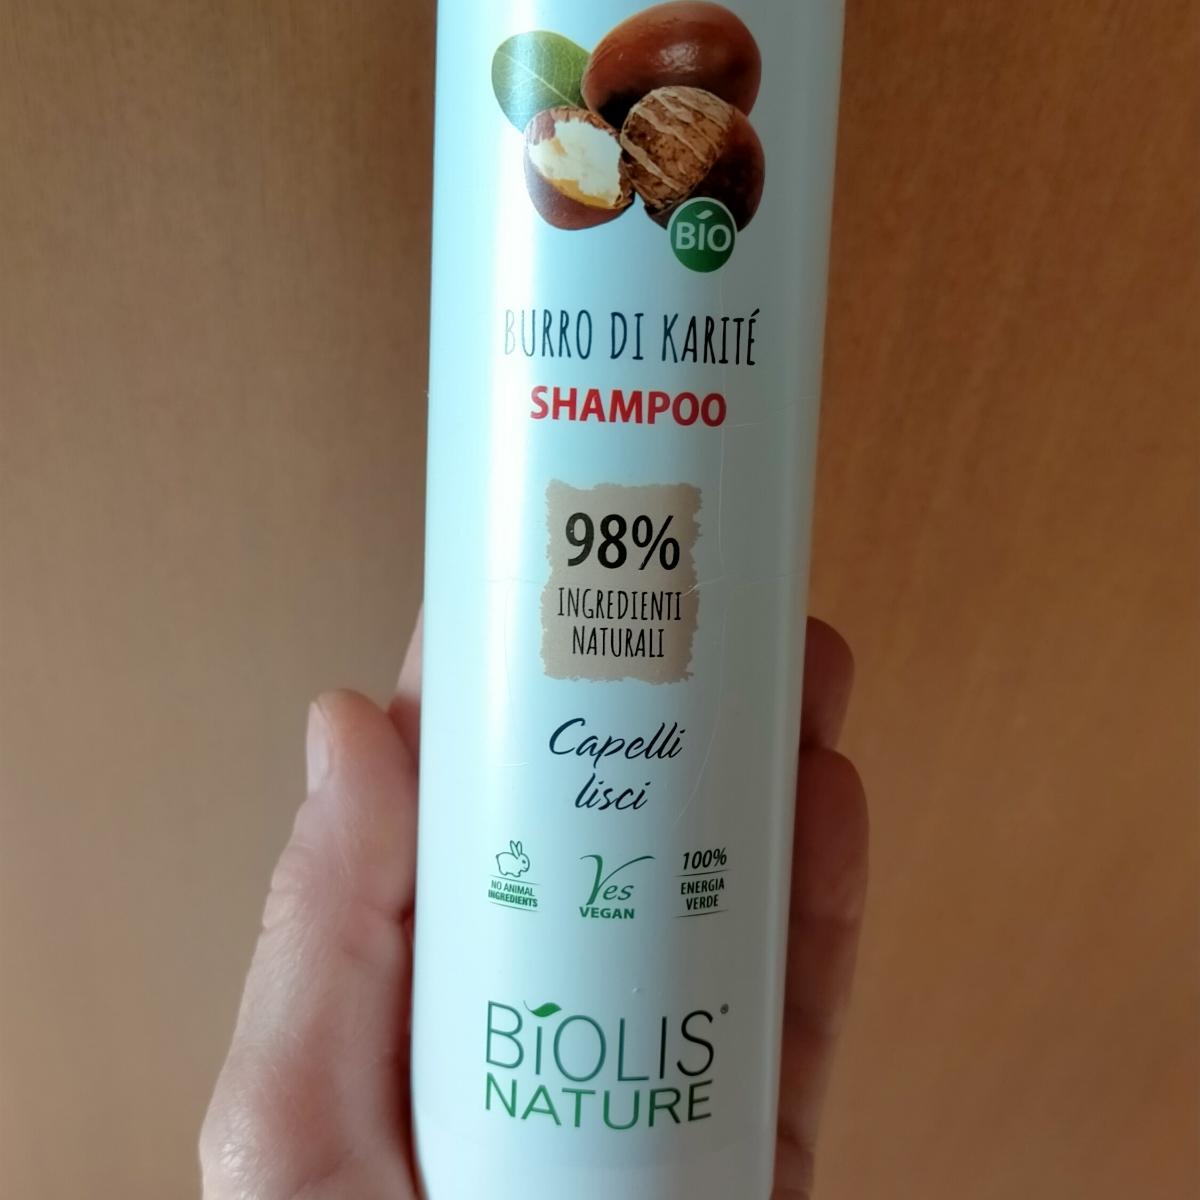 BIO
BURRO DI KARITÉ
SHAMPOO
98%
INGREDIENTI
NATURALI
Capelli
lisci
NO ANIMAL
INGREDIENTS
Yes
VEGAN
100%
ENERGIA
VERDE
BIOLIS®
NATURE